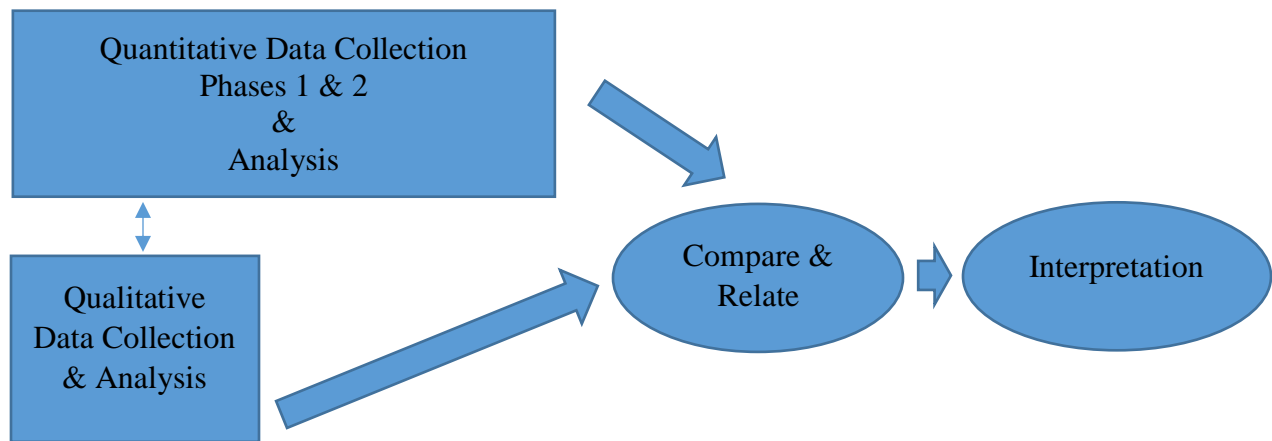 Quantitative Data Collection
Phases 1 & 2
&
Analysis
Qualitative
Data Collection
& Analysis
Compare &
Relate
Interpretation